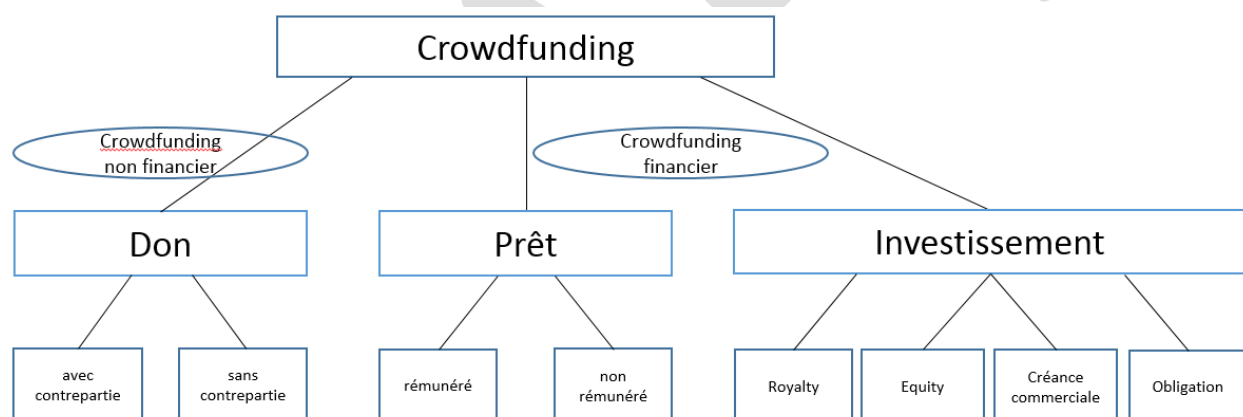 Crowdfunding
Crowdfunding
non financier
Crowdfunding
financier
Don
Prêt
Investissement
avec
contrepartie
sans
contrepartie
rémunéré
non
rémunéré
Royalty
Equity
Créance
commerciale
Obligation